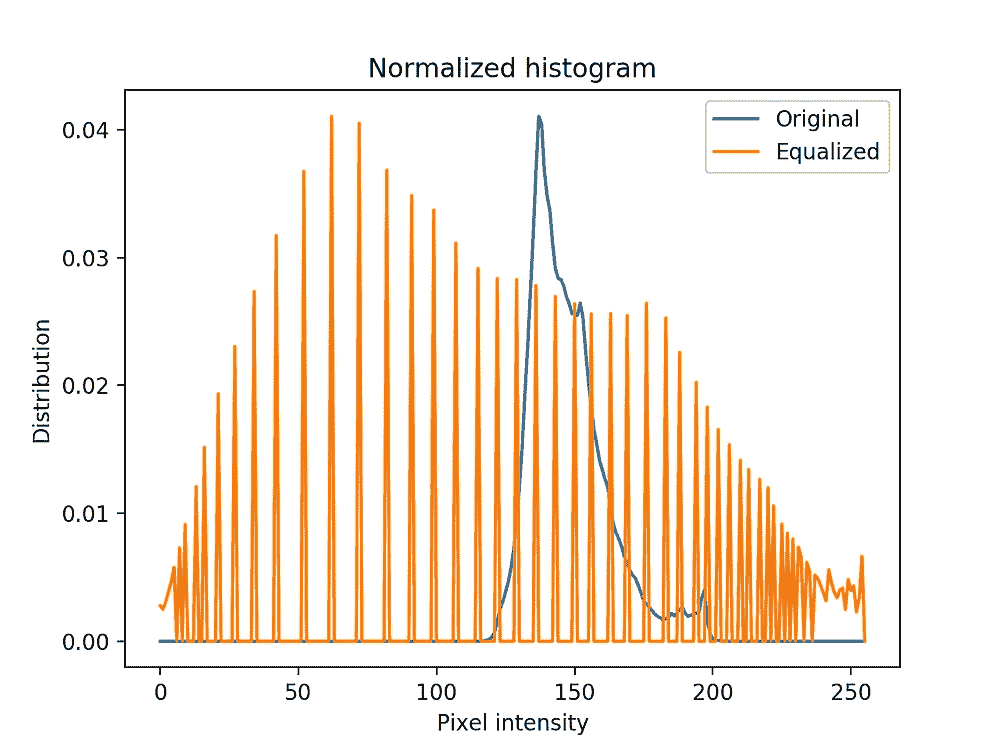 Normalized histogram
Original
Equalized
0.04
0.03
0.02
0.01
0.00
Distribution
0 50 100 150 200 250
Pixel intensity